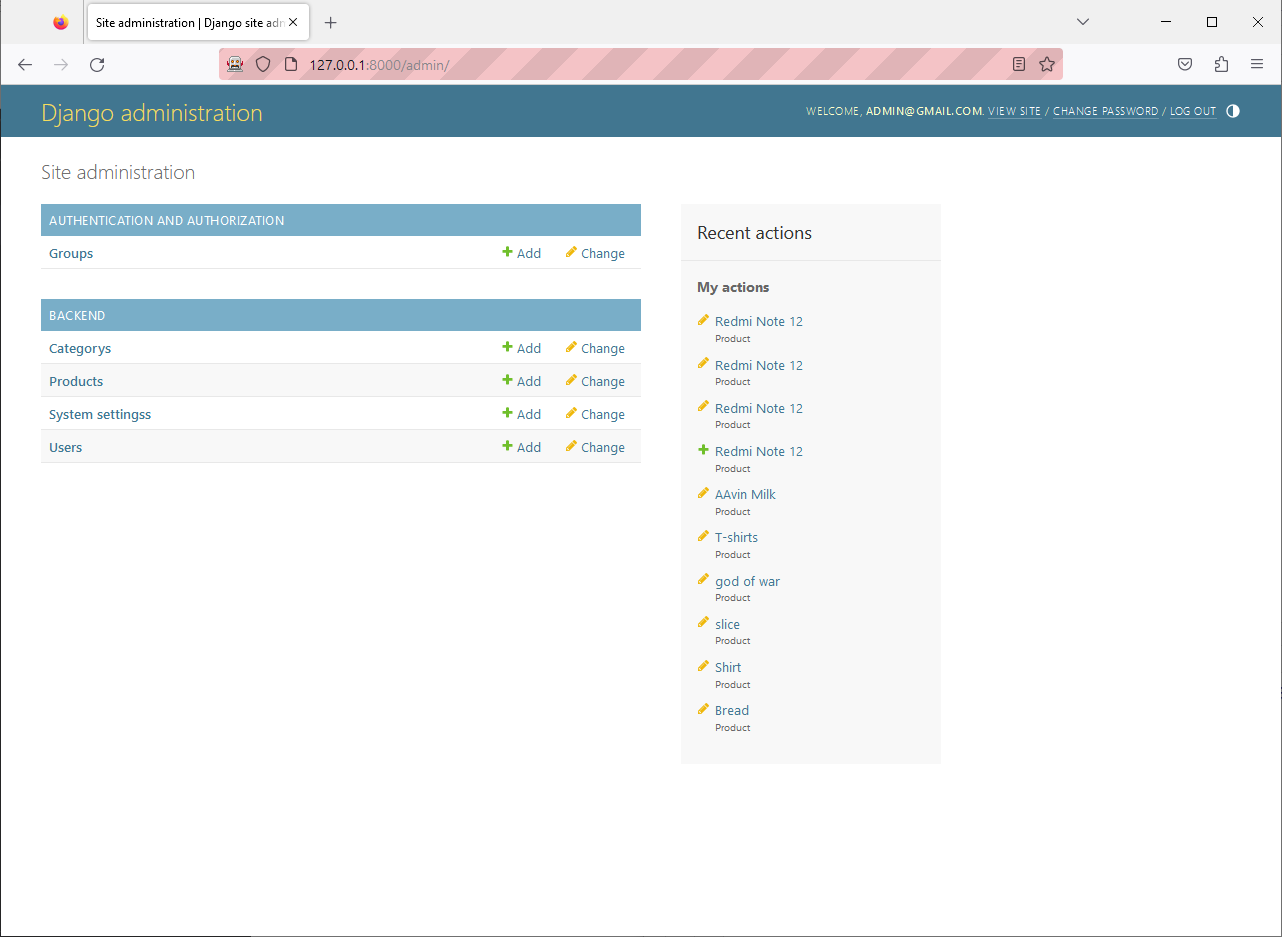 Site administration | Django site adn
127.0.0.1:8000/admin/
Django administration
WELCOME, ADMIN@GMAIL.COM. VIEW SITE / CHANGE PASSWORD / LOG OUT
Site administration
AUTHENTICATION AND AUTHORIZATION
Groups Add Change
BACKEND
Categorys Add Change
Products Add Change
System settingss Add Change
Users Add Change
Recent actions
My actions
Redmi Note 12
Product
Redmi Note 12
Product
Redmi Note 12
Product
Redmi Note 12
Product
AAvin Milk
Product
T-shirts
Product
god of war
Product
slice
Product
Shirt
Product
Bread
Product